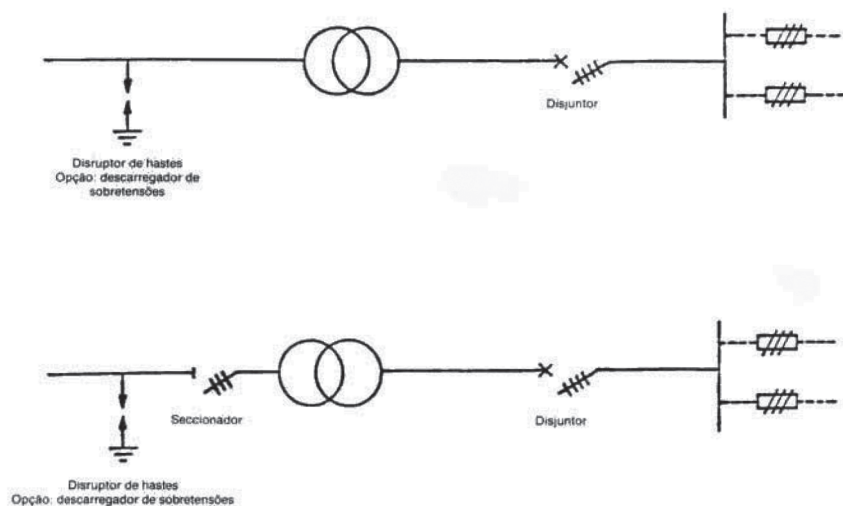 Disjuntor
Disruptor de hastes
Opção: descarregador de
sobretensões
Seccionador
Disjuntor
Disruptor de hastes
Opção: descarregador de sobretensões